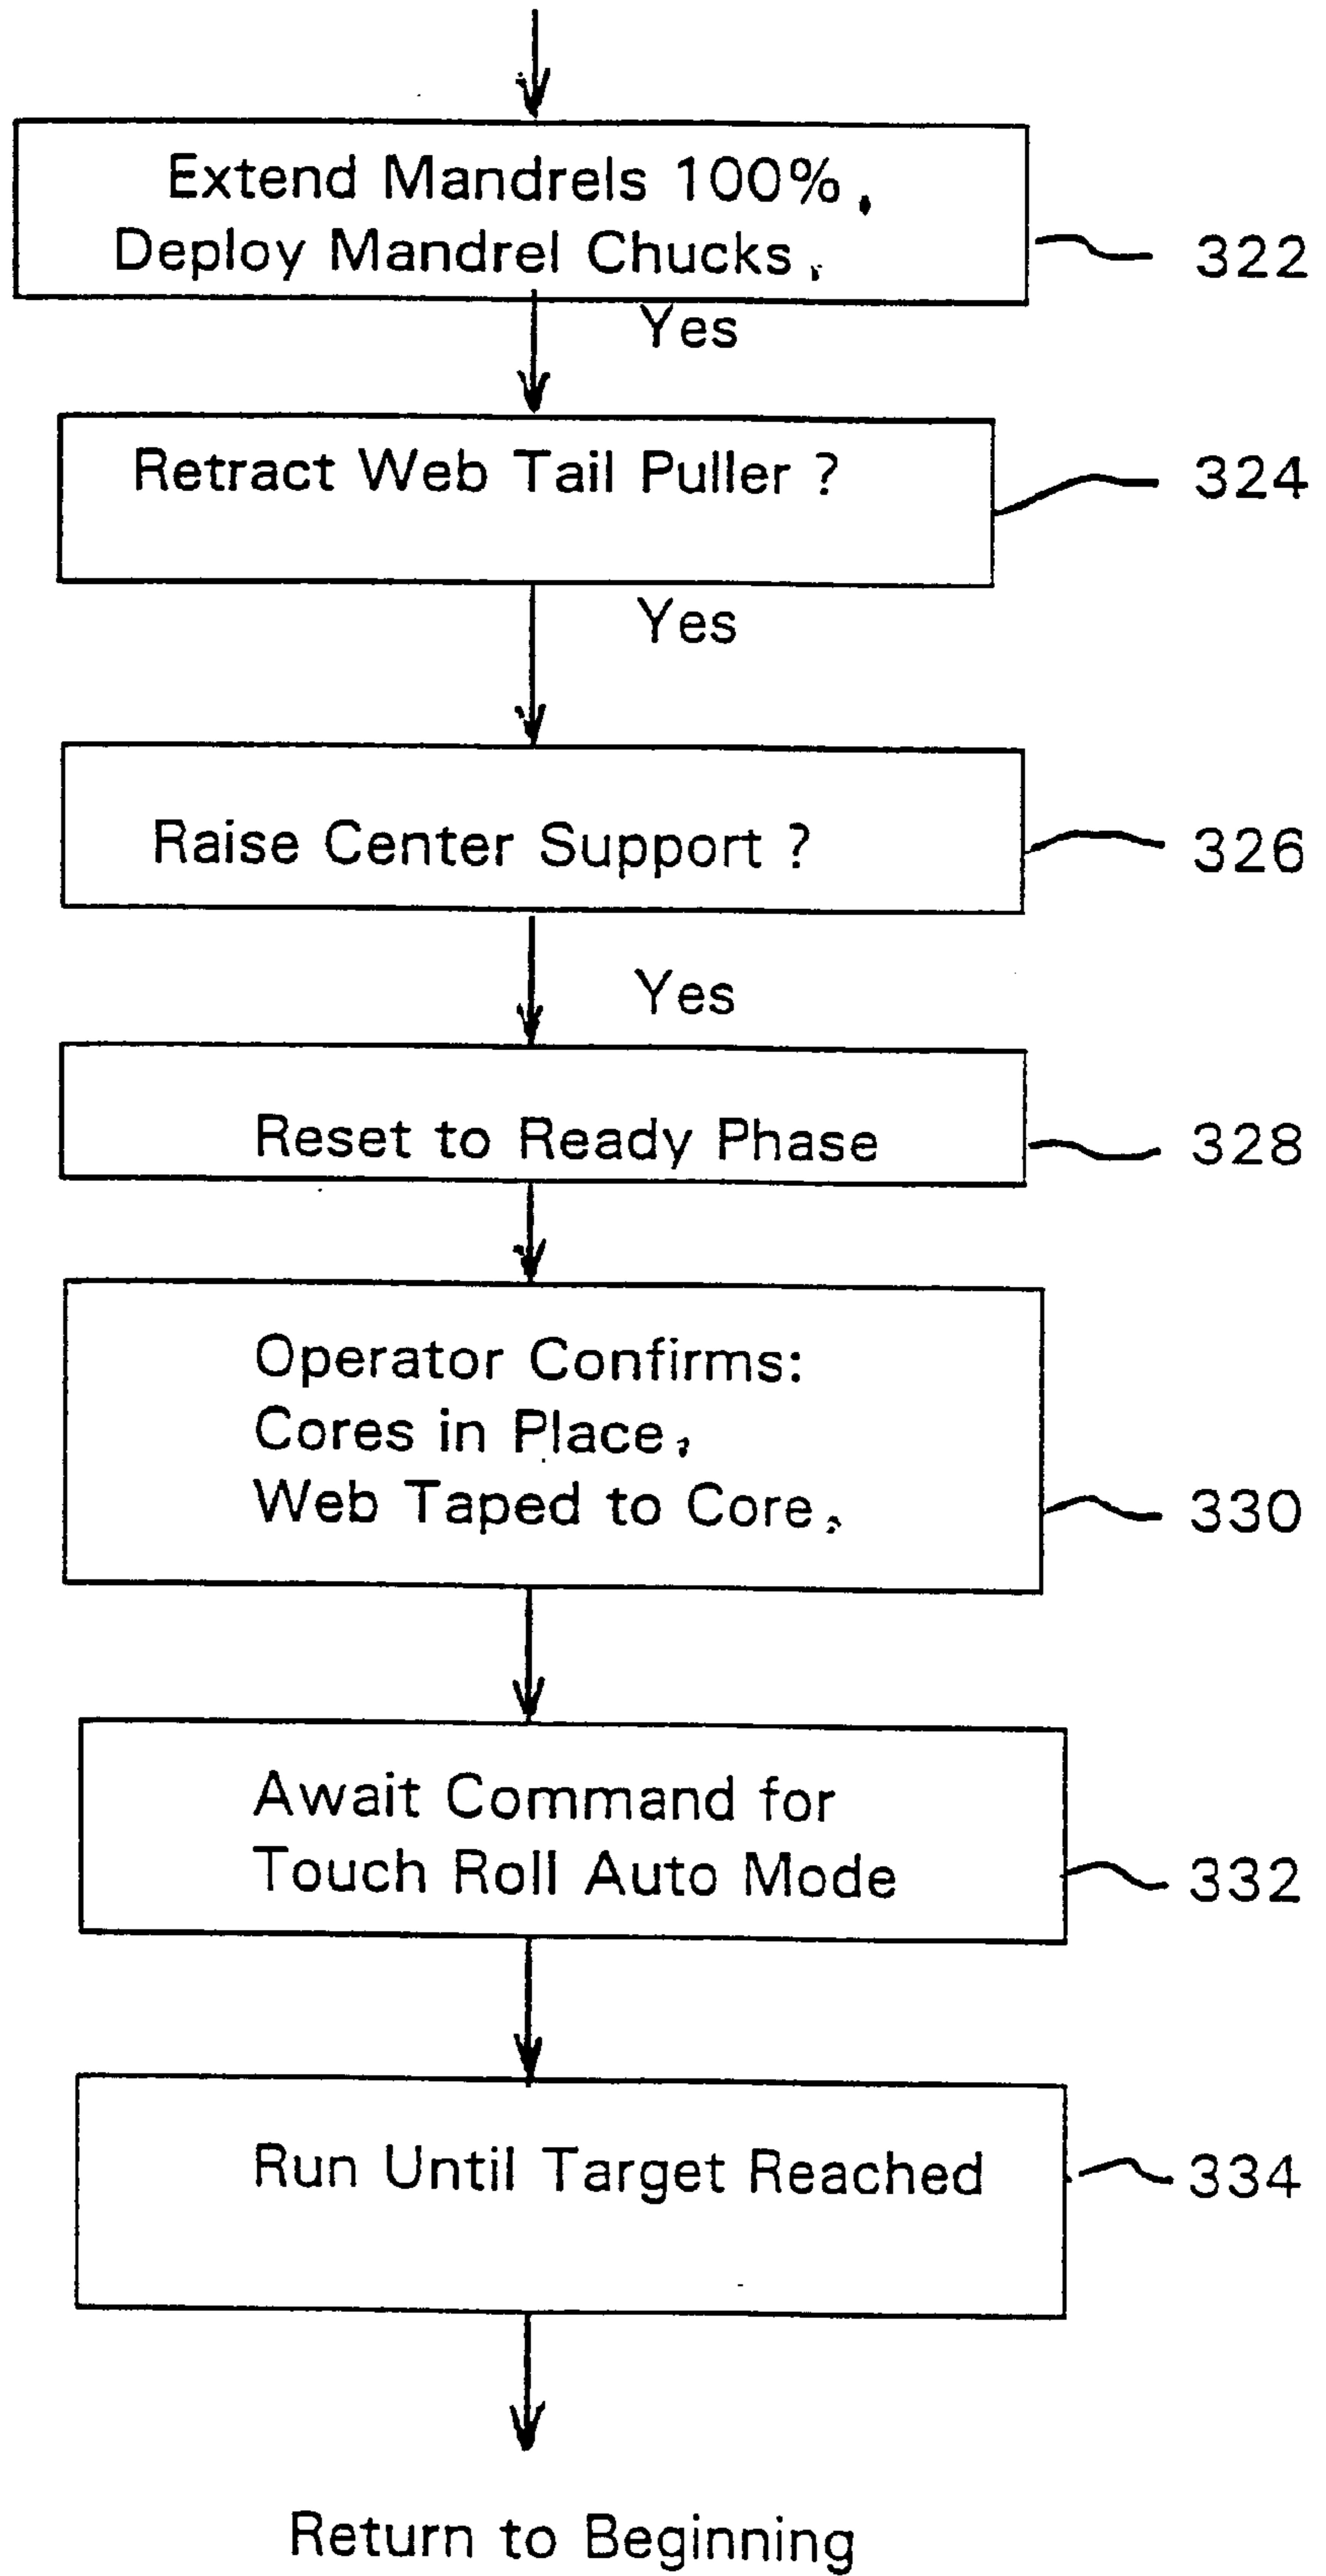 Extend Mandrels 100%,
Deploy Mandrel Chucks,
322
Yes
Retract Web Tail Puller ?
324
Yes
Raise Center Support ?
326
Yes
Reset to Ready Phase
328
Operator Confirms:
Cores in Place,
Web Taped to Core,
330
Await Command for
Touch Roll Auto Mode
332
Run Until Target Reached
334
Return to Beginning